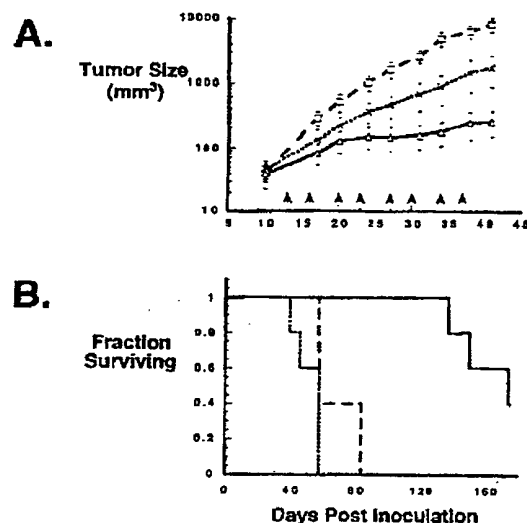 A.
Tumor Size
(mm³)
10000
1000
100
10
5 10 15 20 25 30 35 40 45
B.
Fraction
Surviving
1
0.8
0.6
0.4
0.2
0
0 40 80 120 160
Days Post Inoculation